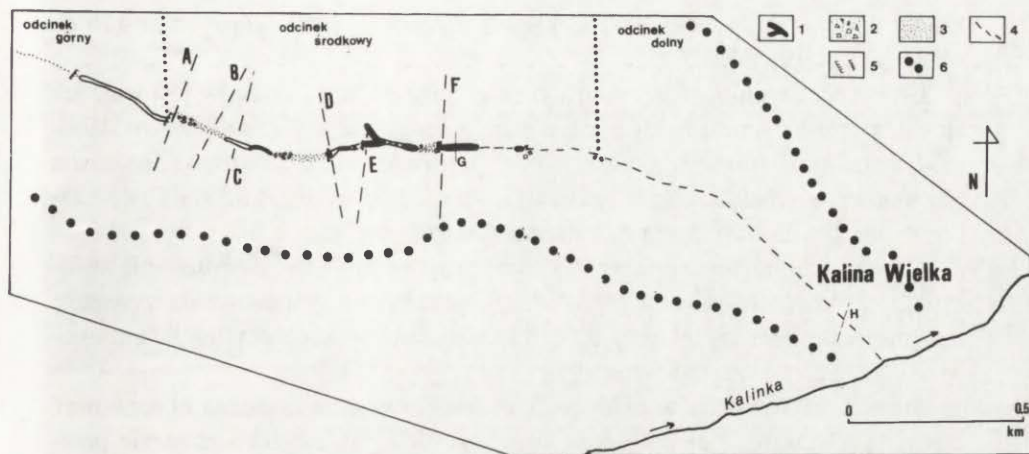 odcinek
górny
odcinek
środkowy
odcinek
dolny
1
2
3
4
5
6
A
B
C
D
E
F
G
N
Kalina Wielka
H
Kalinka
0
0.5
km